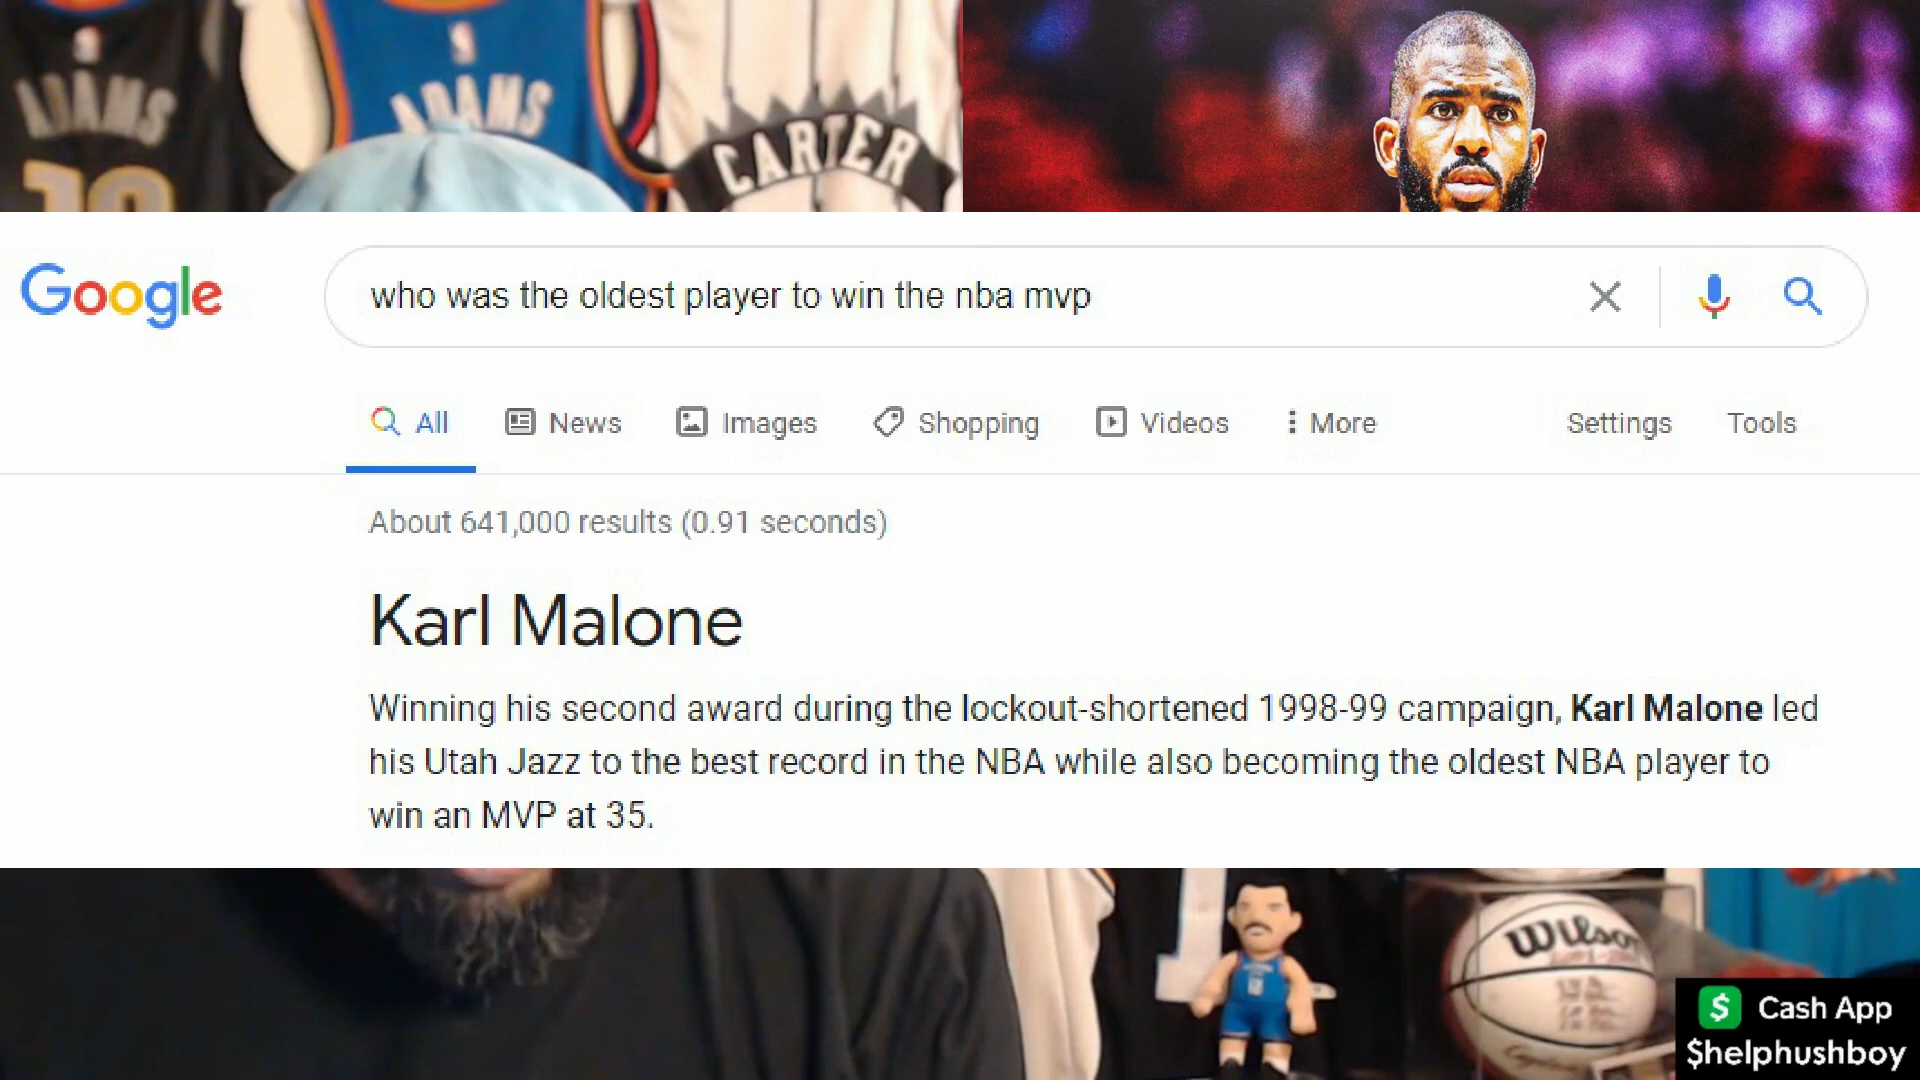 ADAMS
ADAMS
CARTER
10
Google
who was the oldest player to win the nba mvp
All
News
Images
Shopping
Videos
More
Settings
Tools
About 641,000 results (0.91 seconds)
Karl Malone
Winning his second award during the lockout-shortened 1998-99 campaign, Karl Malone led
his Utah Jazz to the best record in the NBA while also becoming the oldest NBA player to
win an MVP at 35.
Wilson
$ Cash App
$helphushboy